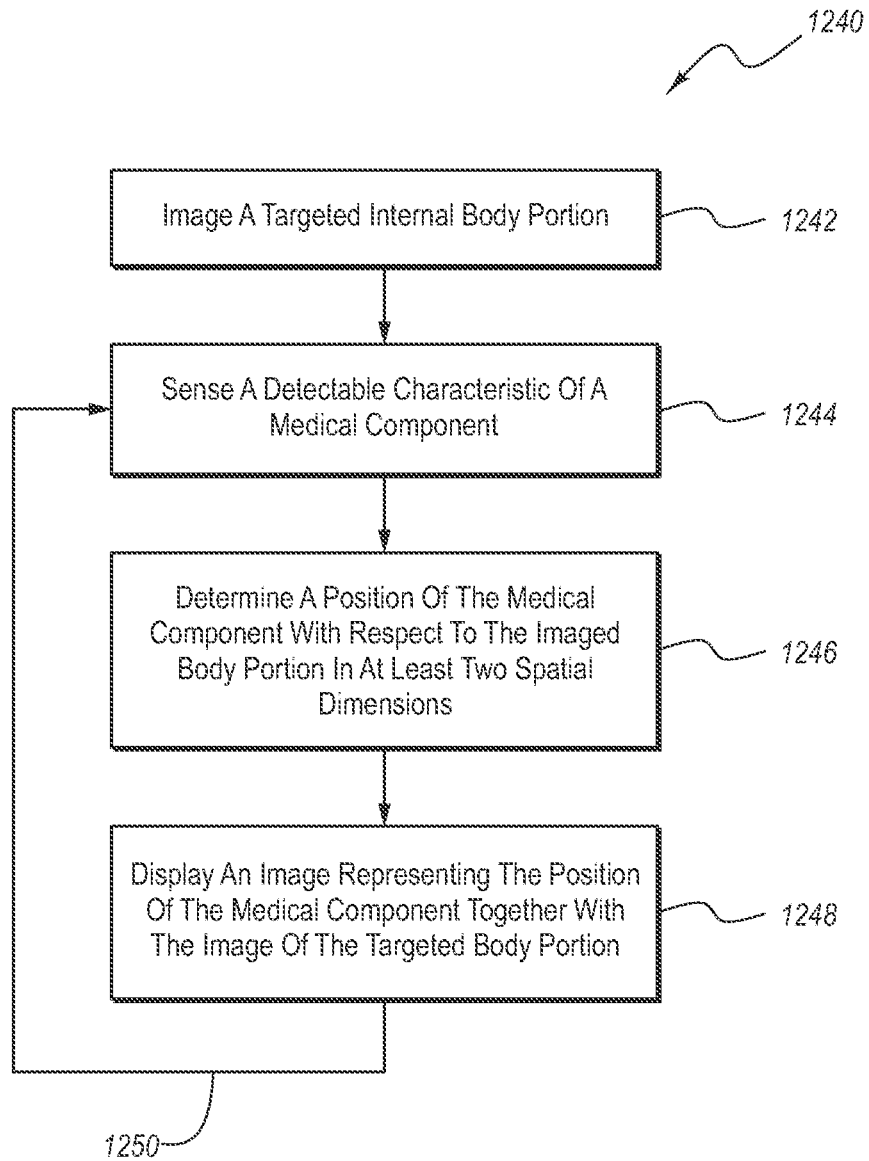 1240
Image A Targeted Internal Body Portion
1242
Sense A Detectable Characteristic Of A
Medical Component
1244
Determine A Position Of The Medical
Component With Respect To The Imaged
Body Portion In At Least Two Spatial
Dimensions
1246
Display An Image Representing The Position
Of The Medical Component Together With
The Image Of The Targeted Body Portion
1248
1250